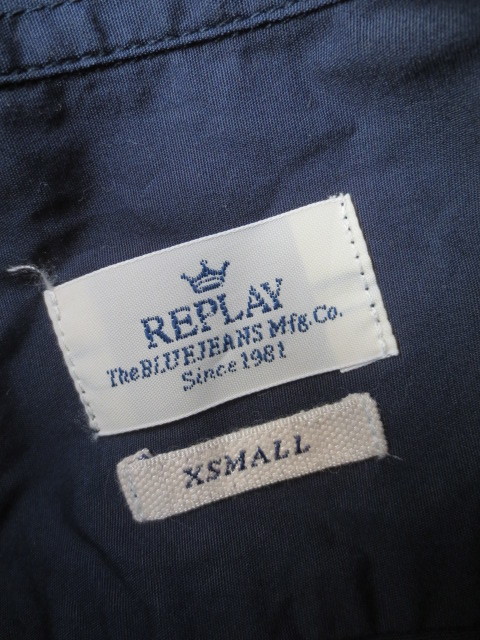 REPLAY
The BLUEJEANS Mfg.Co.
Since 1981
XSMALL